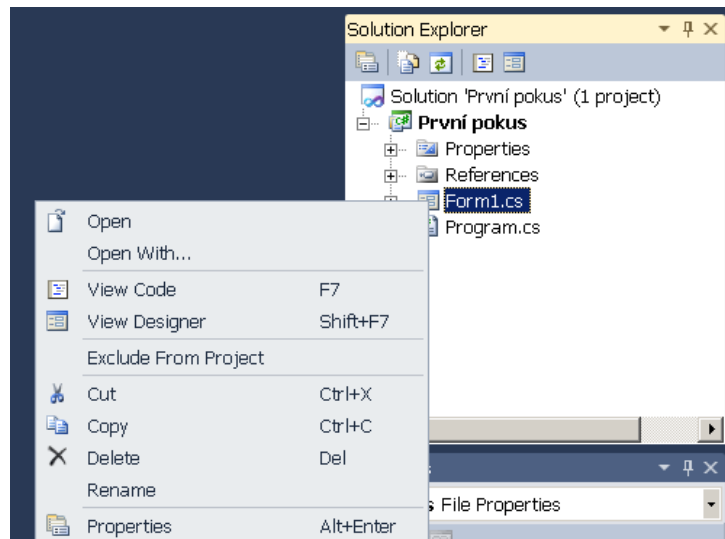 Solution Explorer
Solution 'První pokus' (1 project)
První pokus
Properties
References
Form1.cs
Program.cs
Open
Open With...
View Code F7
View Designer Shift+F7
Exclude From Project
Cut Ctrl+X
Copy Ctrl+C
Delete Del
Rename
Properties Alt+Enter
File Properties